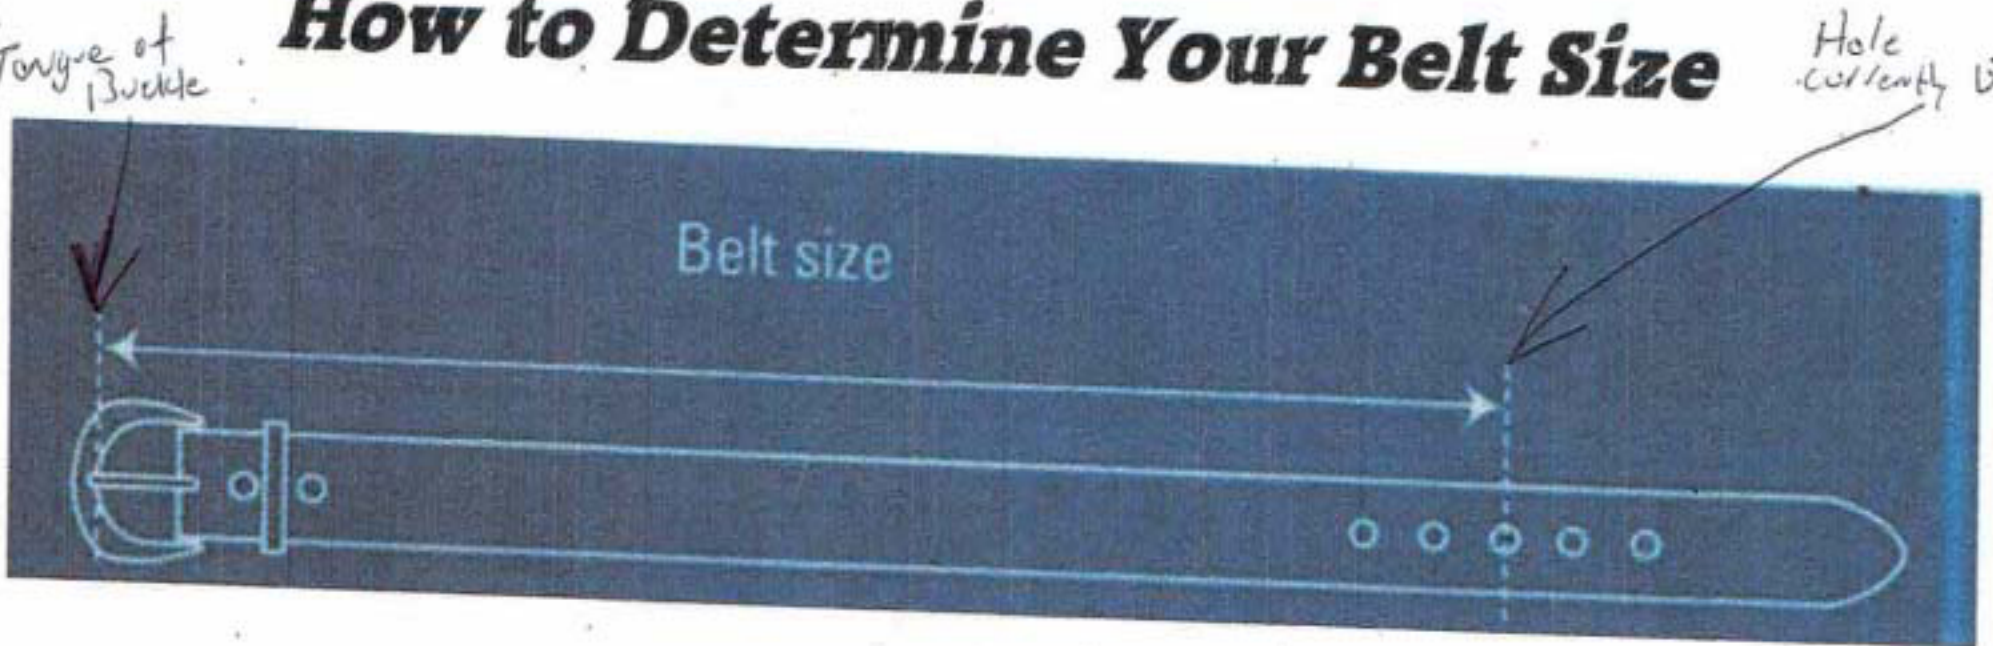 How to Determine Your Belt Size
Tongue of
Buckle
Hole
currently
Belt size